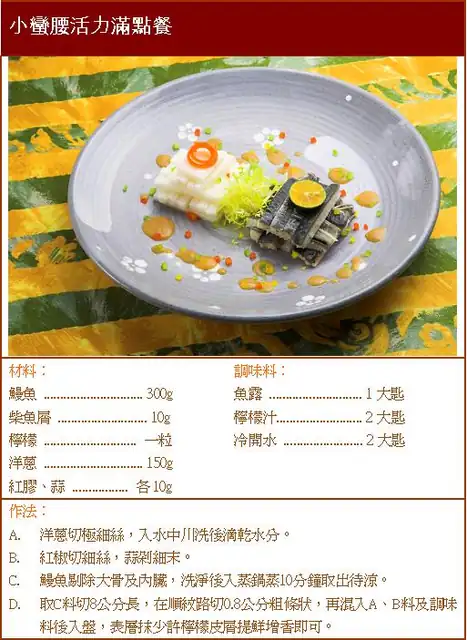 小蠻腰活力滿點餐
材料：
鰻魚 ............................ 300g
柴魚屑 .......................... 10g
檸檬 .......................... 一粒
洋蔥 ............................ 150g
紅膠、蒜 ................ 各10g
調味料：
魚露 ........................... 1 大匙
檸檬汁........................ 2 大匙
冷開水 ....................... 2 大匙
作法：
A. 洋蔥切極細絲，入水中川洗後滴乾水分。
B. 紅椒切細絲，蒜剁細末。
C. 鰻魚剔除大骨及內臟，洗淨後入蒸鍋蒸10分鐘取出待涼。
D. 取C料切8公分長，在順紋路切0.8公分粗條狀，再混入A、B料及調味
料後入盤，表層抹少許檸檬皮屑提鮮增香即可。